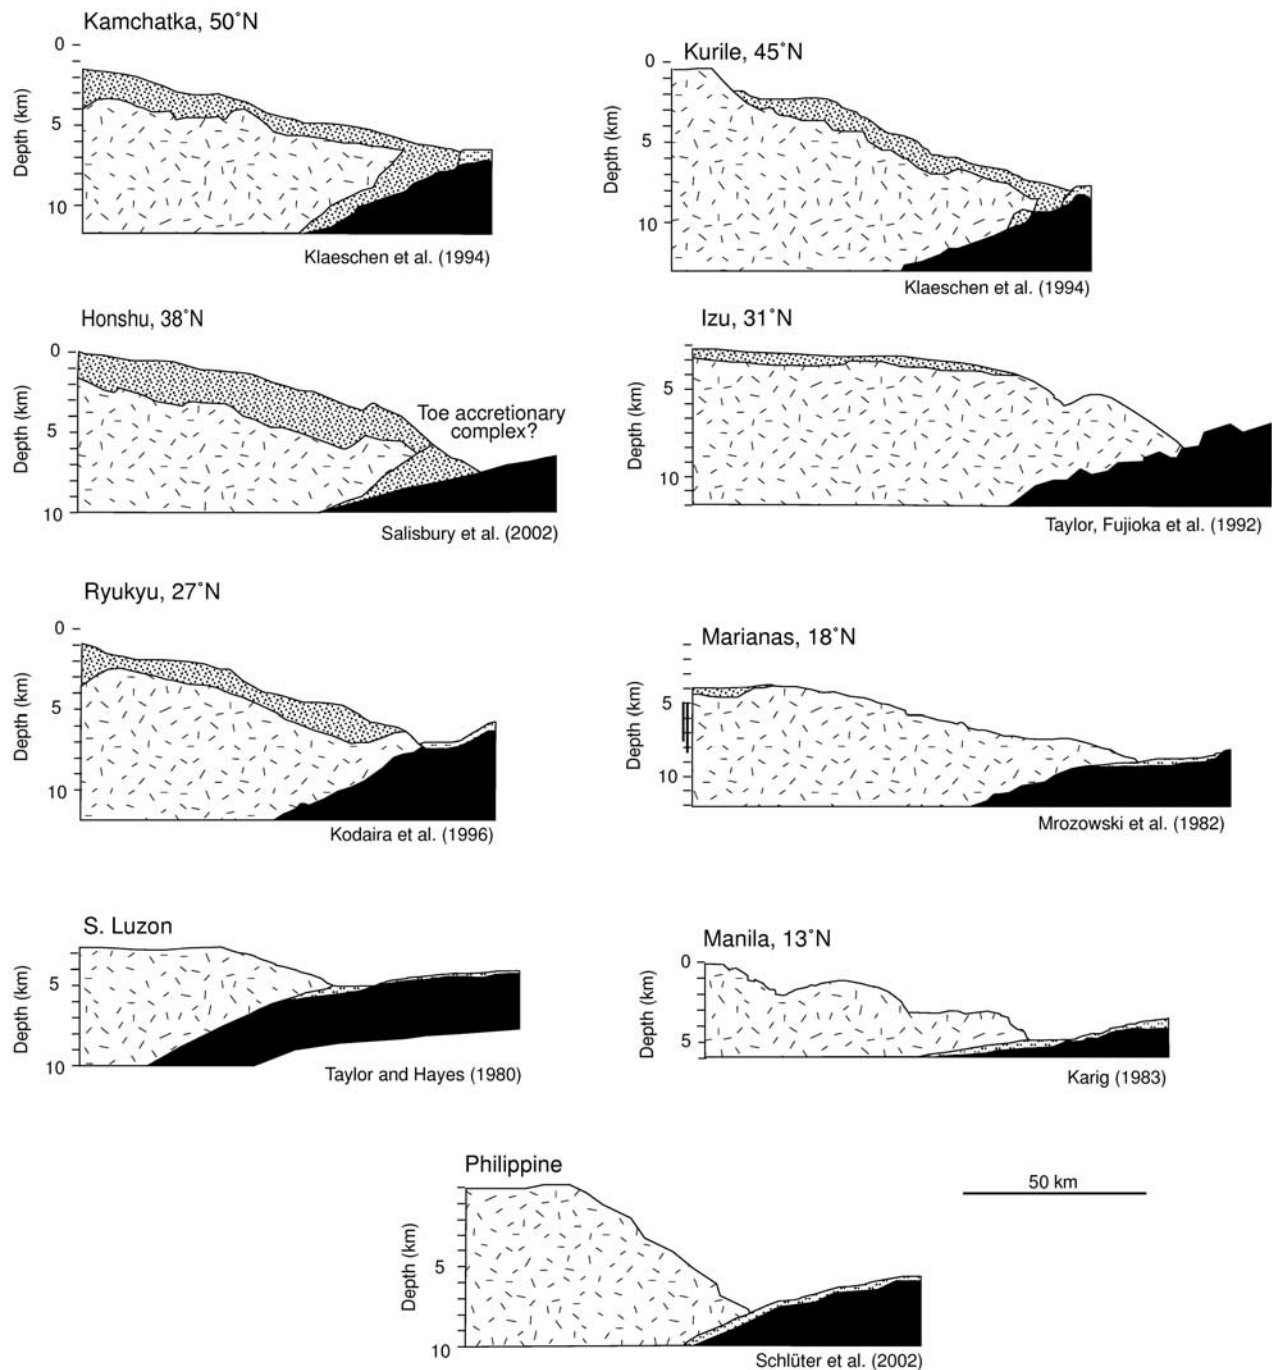 Kamchatka, 50˚N
0
5
10
Depth (km)
Klaeschen et al. (1994)
Kurile, 45˚N
0
5
10
Depth (km)
Klaeschen et al. (1994)
Honshu, 38˚N
0
5
10
Depth (km)
Toe accretionary
complex?
Salisbury et al. (2002)
Izu, 31˚N
5
10
Depth (km)
Taylor, Fujioka et al. (1992)
Ryukyu, 27˚N
0
5
10
Depth (km)
Kodaira et al. (1996)
Marianas, 18˚N
5
10
Depth (km)
Mrozowski et al. (1982)
S. Luzon
5
10
Depth (km)
Taylor and Hayes (1980)
Manila, 13˚N
0
5
Depth (km)
Karig (1983)
Philippine
5
10
Depth (km)
Schlüter et al. (2002)
50 km